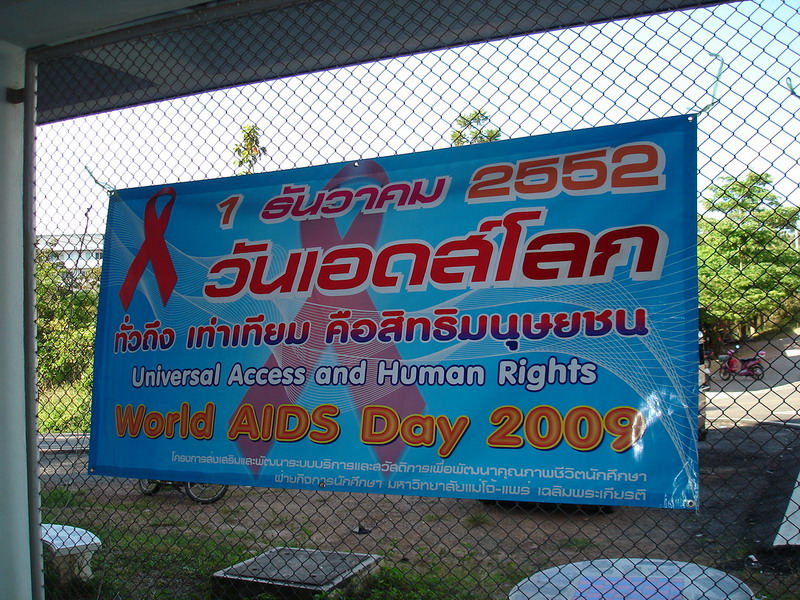 1 ธันวาคม 2552
วันเอดส์โลก
ทั่วถึง เท่าเทียม คือสิทธิมนุษยชน
Universal Access and Human Rights
World AIDS Day 2009
โครงการส่งเสริมและพัฒนาระบบบริการและสวัสดิการเพื่อพัฒนาคุณภาพชีวิตนักศึกษา
ฝ่ายกิจการนักศึกษา มหาวิทยาลัยแม่โจ้-แพร่ เฉลิมพระเกียรติ